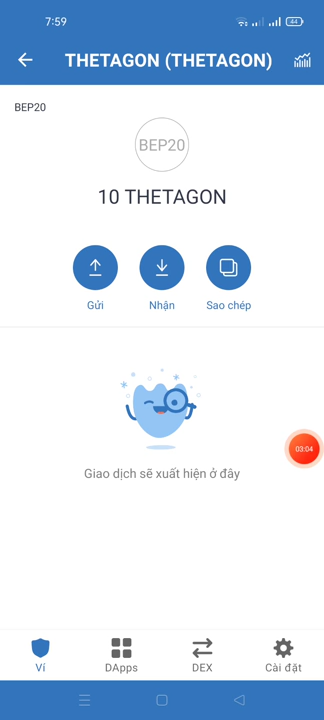 7:59
44
THETAGON (THETAGON)
BEP20
BEP20
10 THETAGON
Gửi
Nhận
Sao chép
03:04
Giao dịch sẽ xuất hiện ở đây
Ví
DApps
DEX
Cài đặt